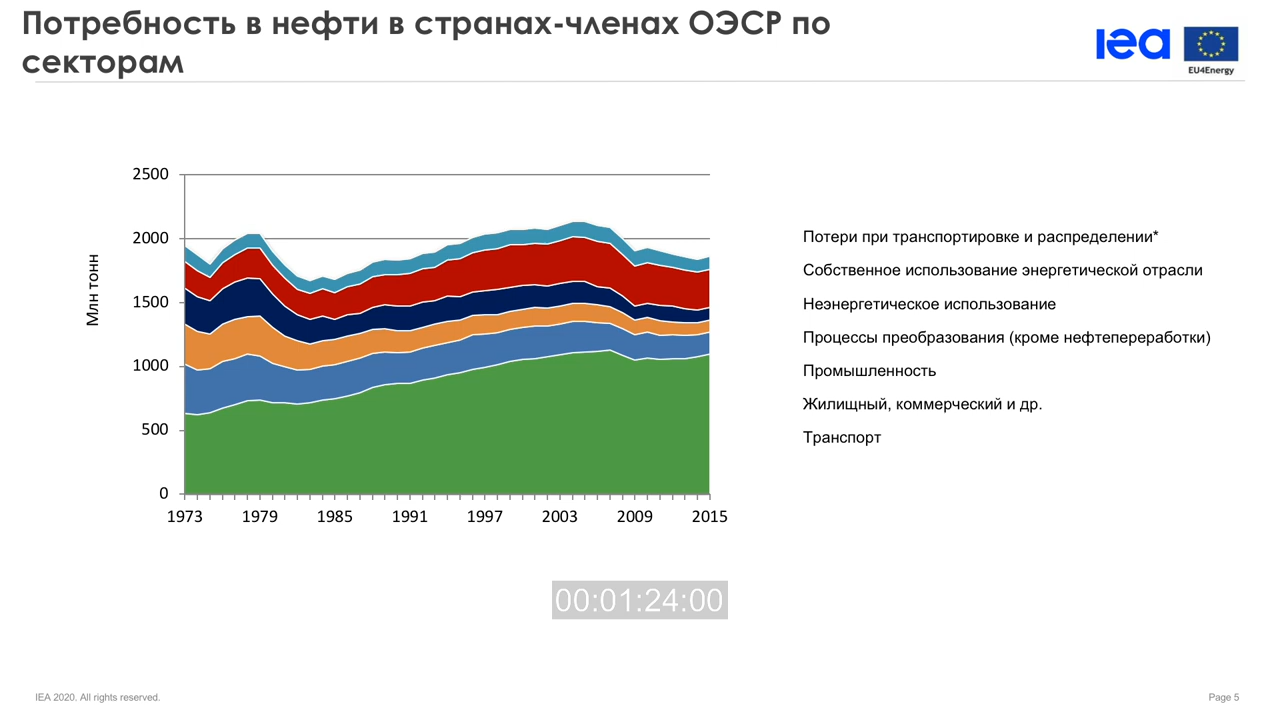 Потребность в нефти в странах-членах ОЭСР по
секторам
iea
EU4Energy
Млн тонн
2500
2000
1500
1000
500
0
1973 1979 1985 1991 1997 2003 2009 2015
Потери при транспортировке и распределении*
Собственное использование энергетической отрасли
Неэнергетическое использование
Процессы преобразования (кроме нефтепереработки)
Промышленность
Жилищный, коммерческий и др.
Транспорт
00:01:24:00
IEA 2020. All rights reserved.
Page 5